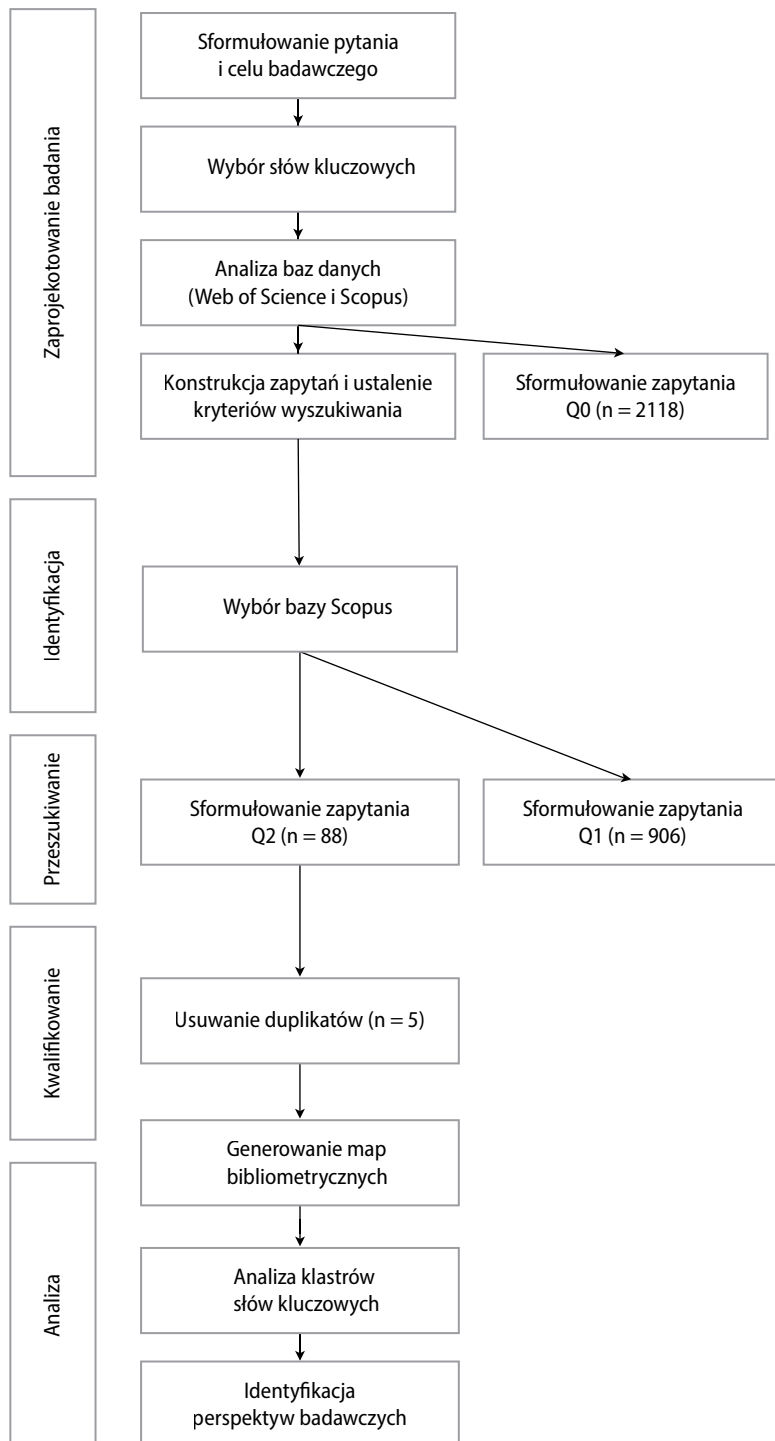 Zaprojekotowanie badania
Sformułowanie pytania
i celu badawczego
Wybór słów kluczowych
Analiza baz danych
(Web of Science i Scopus)
Konstrukcja zapytań i ustalenie
kryteriów wyszukiwania
Sformułowanie zapytania
Q0 (n = 2118)
Identyfikacja
Wybór bazy Scopus
Przeszukiwanie
Sformułowanie zapytania
Q2 (n = 88)
Sformułowanie zapytania
Q1 (n = 906)
Kwalifikowanie
Usuwanie duplikatów (n = 5)
Generowanie map
bibliometrycznych
Analiza
Analiza klastrów
słów kluczowych
Identyfikacja
perspektyw badawczych